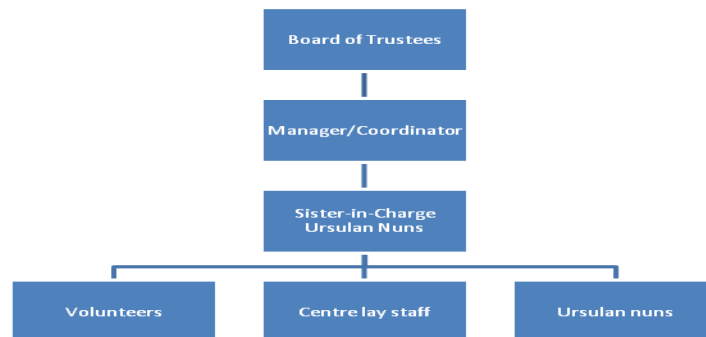 Board of Trustees
Manager/Coordinator
Sister-in-Charge
Ursulan Nuns
Volunteers
Centre lay staff
Ursulan nuns